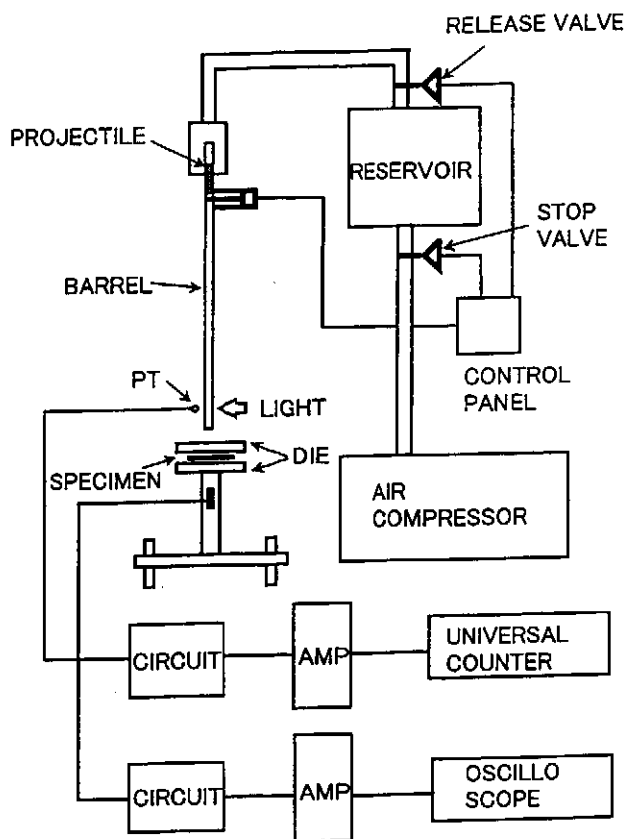 RELEASE VALVE
PROJECTILE
RESERVOIR
STOP
VALVE
BARREL
PT
LIGHT
CONTROL
PANEL
SPECIMEN
DIE
AIR
COMPRESSOR
CIRCUIT
AMP
UNIVERSAL
COUNTER
CIRCUIT
AMP
OSCILLO
SCOPE